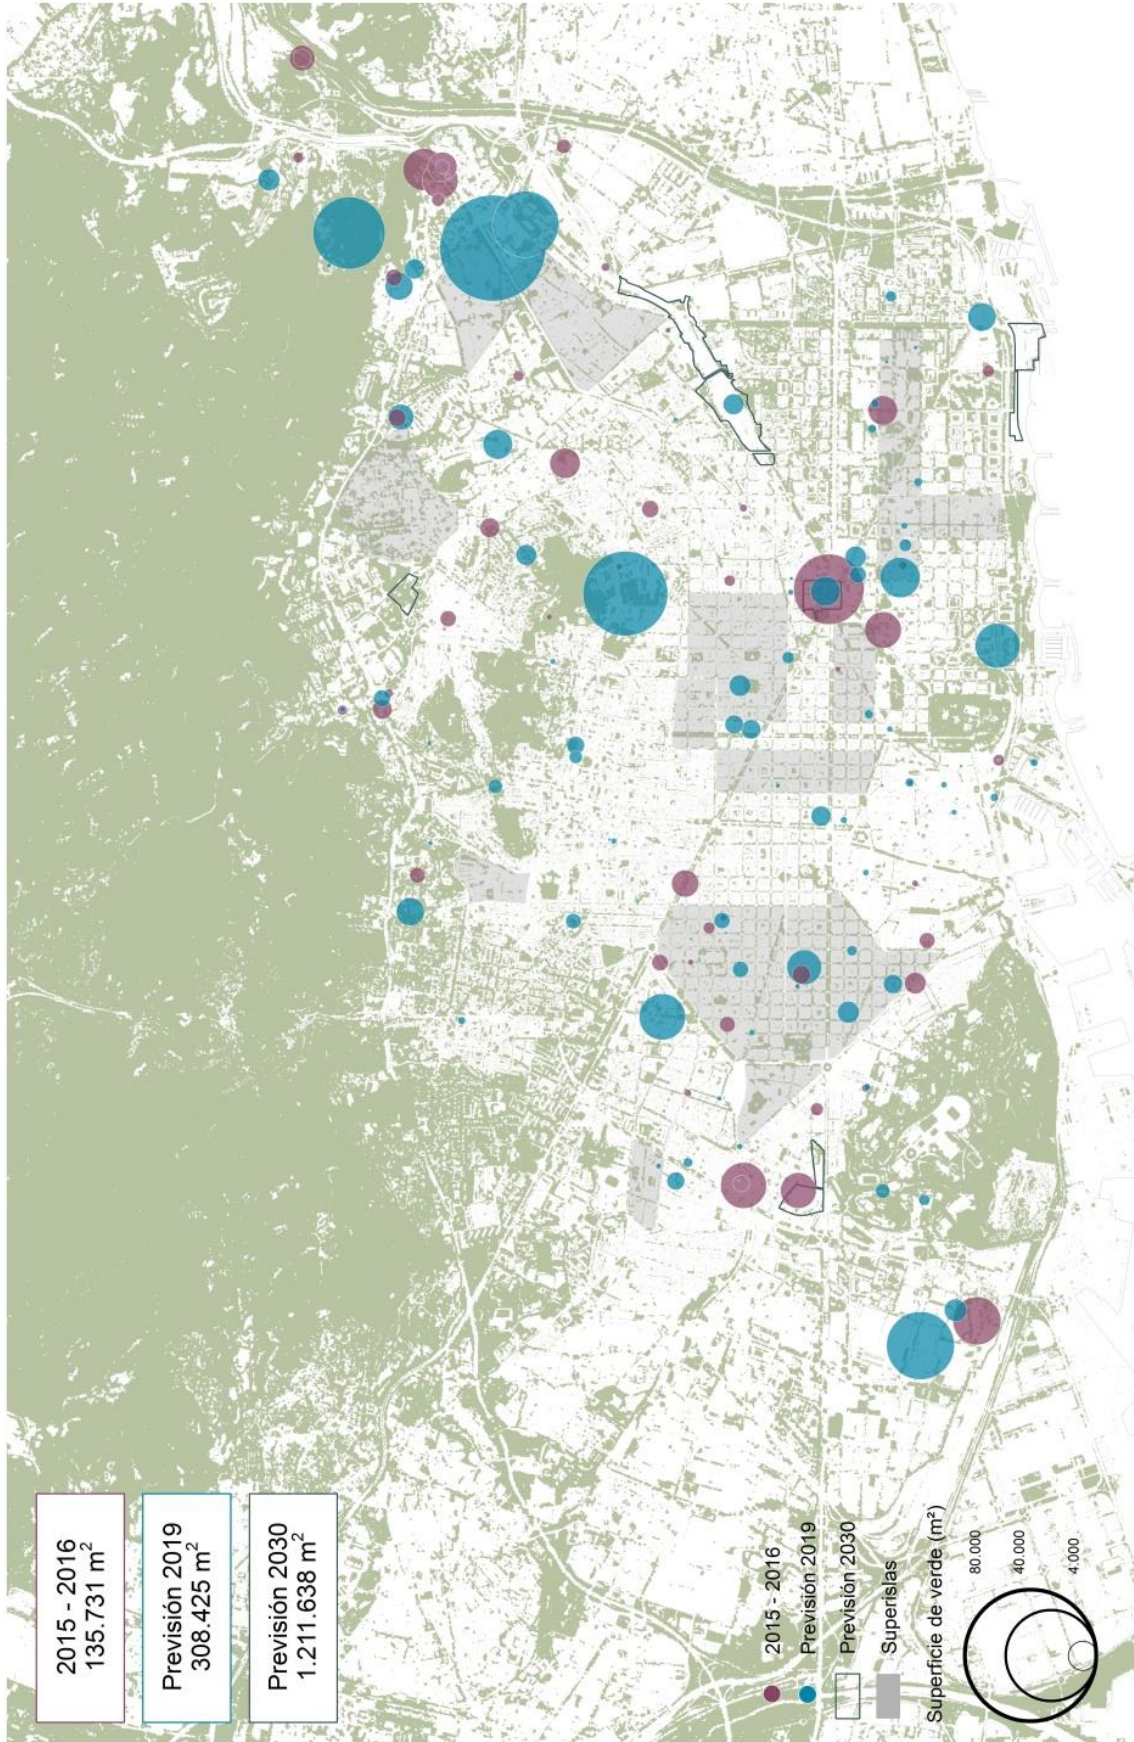 2015 - 2016
135.731 m²
Previsión 2019
308.425 m²
Previsión 2030
1.211.638 m²
2015 - 2016
Previsión 2019
Previsión 2030
Superislas
Superficie de verde (m²)
80.000
40.000
4.000